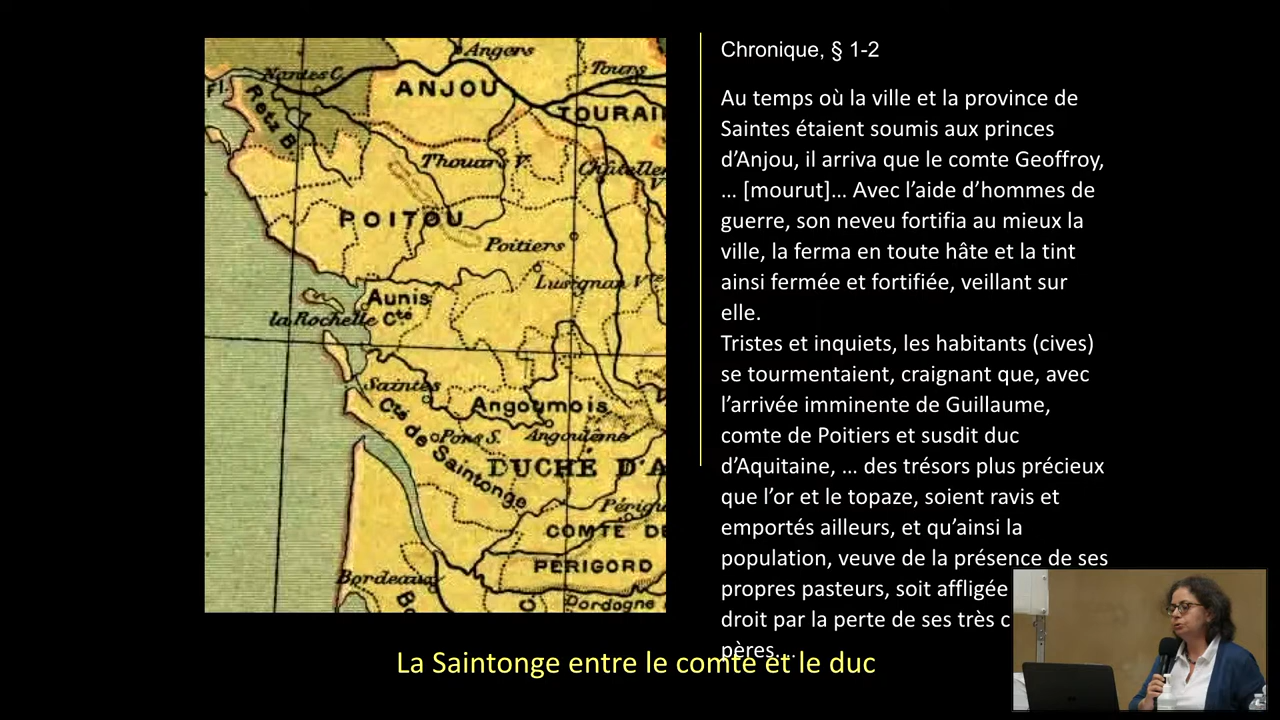 Chronique, § 1-2
Au temps où la ville et la province de
Saintes étaient soumis aux princes
d’Anjou, il arriva que le comte Geoffroy,
… [mourut]… Avec l’aide d’hommes de
guerre, son neveu fortifia au mieux la
ville, la ferma en toute hâte et la tint
ainsi fermée et fortifiée, veillant sur
elle.
Tristes et inquiets, les habitants (cives)
se tourmentaient, craignant que, avec
l’arrivée imminente de Guillaume,
comte de Poitiers et susdit duc
d’Aquitaine, … des trésors plus précieux
que l’or et le topaze, soient ravis et
emportés ailleurs, et qu’ainsi la
population, veuve de la présence de ses
propres pasteurs, soit affligée
droit par la perte de ses très c
pères…
La Saintonge entre le comte et le duc
Angers
Nantes C.
Tours
ANJOU
Retz B.
TOURAI
Thouars V.
Châtelle
POITOU
Poitiers
Lusignan
Aunis
la Rochelle Cté
Saintes
Angoumois
Cté de Saintonge
Pons S.
Angoulême
DUCHÉ D'A
Périgu
COMTÉ DE
PÉRIGORD
Bordeaux
Dordogne